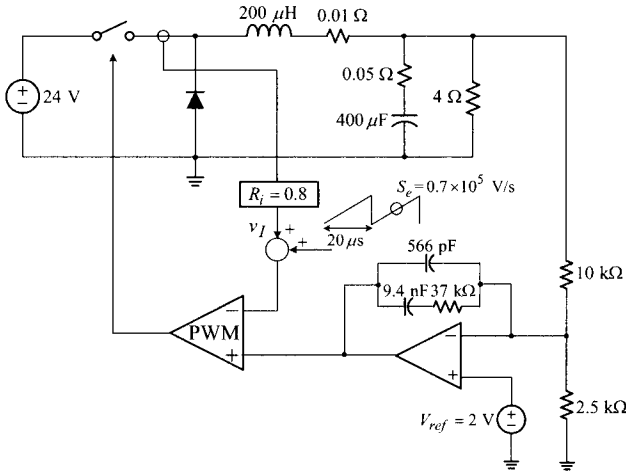 200 μH 0.01 Ω
24 V
0.05 Ω
400 μF
4 Ω
R_i = 0.8
S_e = 0.7 × 10^5 V/s
v_I
+
+
20 μs
566 pF
9.4 nF 37 kΩ
10 kΩ
PWM
−
+
−
+
V_ref = 2 V
2.5 kΩ